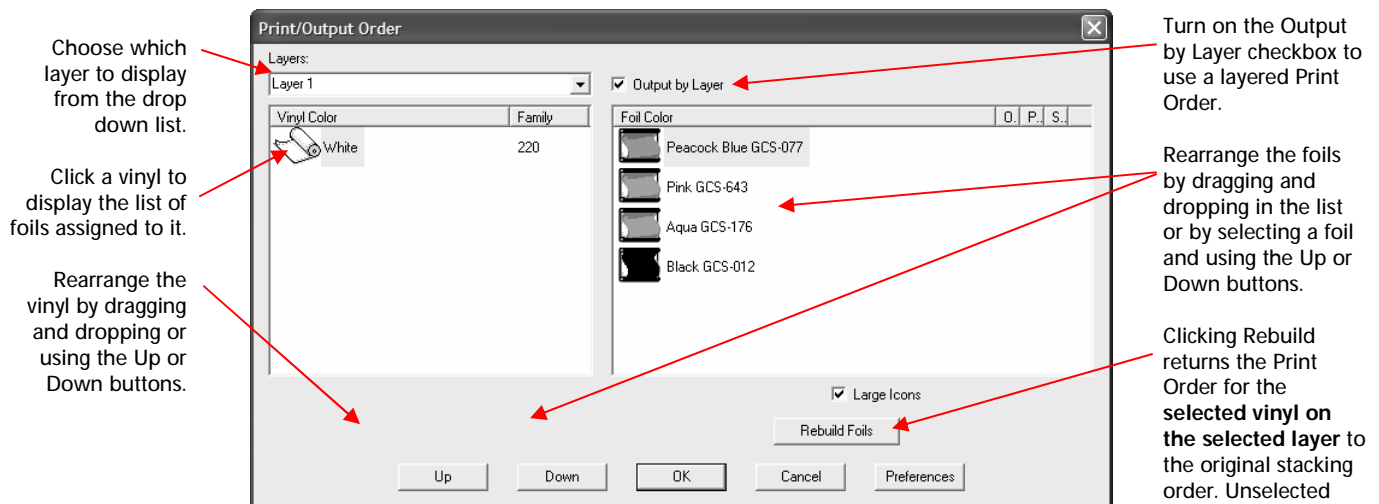 Choose which
layer to display
from the drop
down list.
Click a vinyl to
display the list of
foils assigned to it.
Rearrange the
vinyl by dragging
and dropping or
using the Up or
Down buttons.
Print/Output Order
Layers:
Layer 1
Output by Layer
Vinyl Color Family
White 220
Foil Color O. P.. S..
Peacock Blue GCS-077
Pink GCS-643
Aqua GCS-176
Black GCS-012
Large Icons
Rebuild Foils
Up Down OK Cancel Preferences
Turn on the Output
by Layer checkbox to
use a layered Print
Order.
Rearrange the foils
by dragging and
dropping in the list
or by selecting a foil
and using the Up or
Down buttons.
Clicking Rebuild
returns the Print
Order for the
selected vinyl on
the selected layer to
the original stacking
order. Unselected